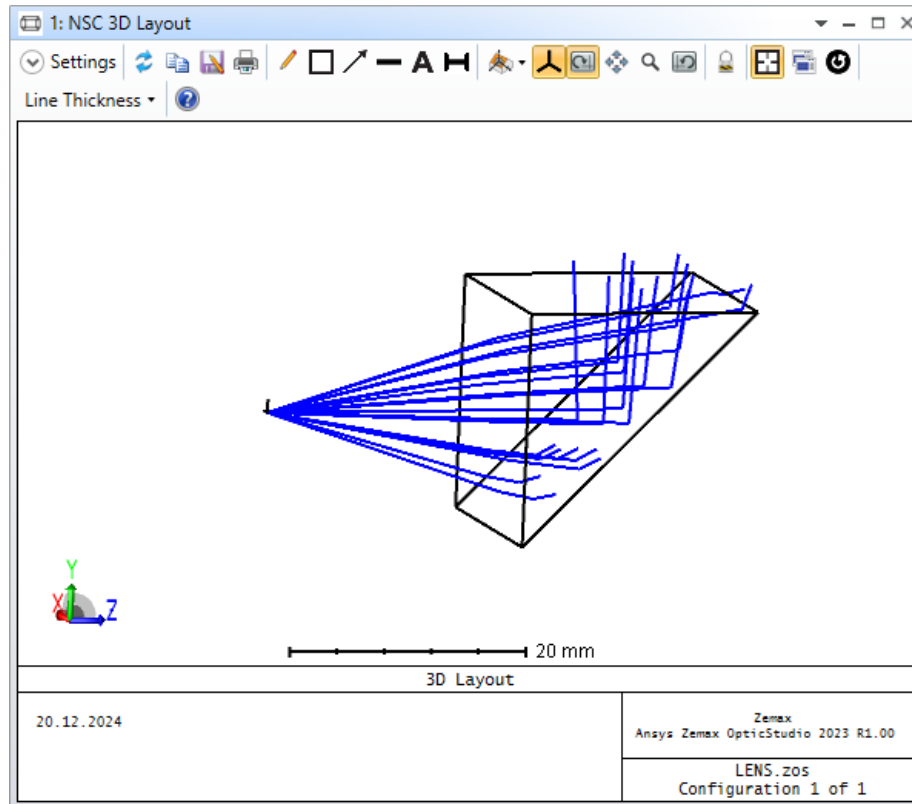 1: NSC 3D Layout
Settings
A
Line Thickness
Y
X
Z
20 mm
3D Layout
20.12.2024
Zemax
Ansys Zemax OpticStudio 2023 R1.00
LENS.zos
Configuration 1 of 1